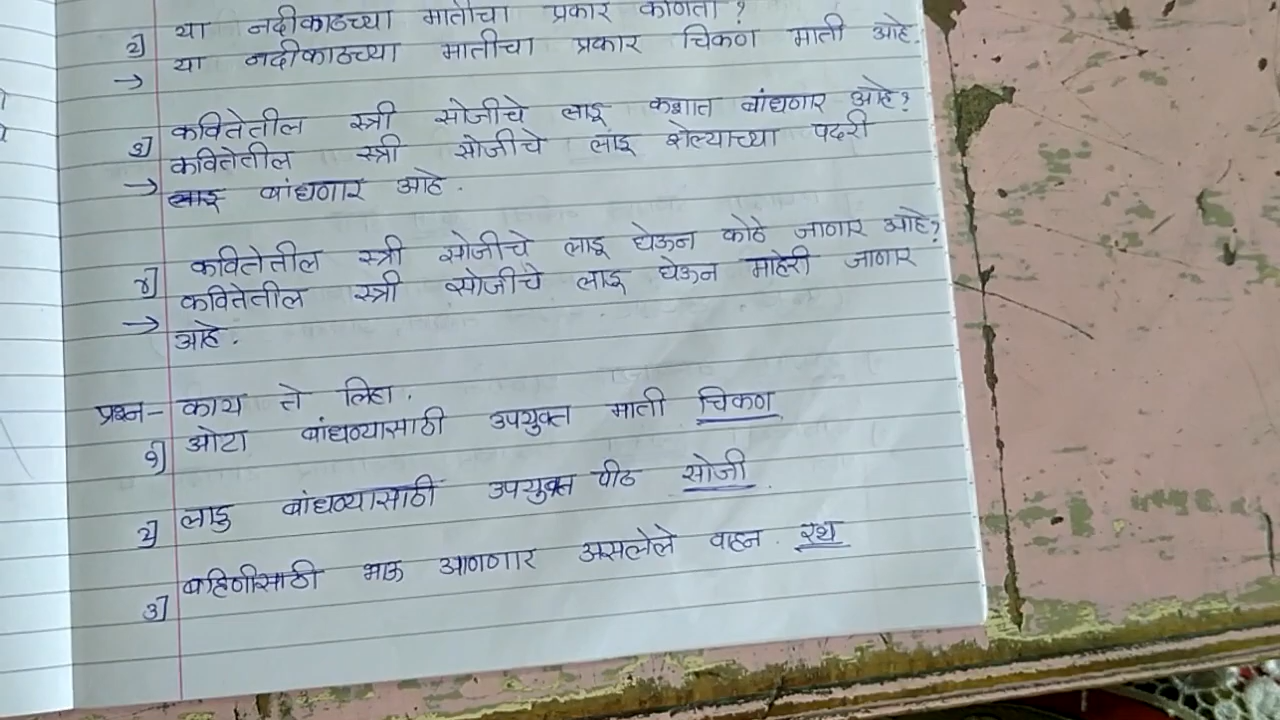 २] या नदीकाठच्या मातीचा प्रकार कोणता ?
→ या नदीकाठच्या मातीचा प्रकार चिकण माती आहे.
३] कवितेतील स्त्री सोजीचे लाडू कशात बांधणार आहे?
→ कवितेतील स्त्री सोजीचे लाडू शेल्याच्या पदरी
बांधणार आहे.
४] कवितेतील स्त्री सोजीचे लाडू घेऊन कोठे जाणार आहे?
→ कवितेतील स्त्री सोजीचे लाडू घेऊन माहेरी जाणार
आहे.
प्रश्न- काय ते लिहा.
१] ओटा बांधण्यासाठी उपयुक्त माती चिकण
२] लाडु बांधण्यासाठी उपयुक्त पीठ सोजी
३] बहिणीसाठी भाऊ आणणार असलेले वाहन. रथ